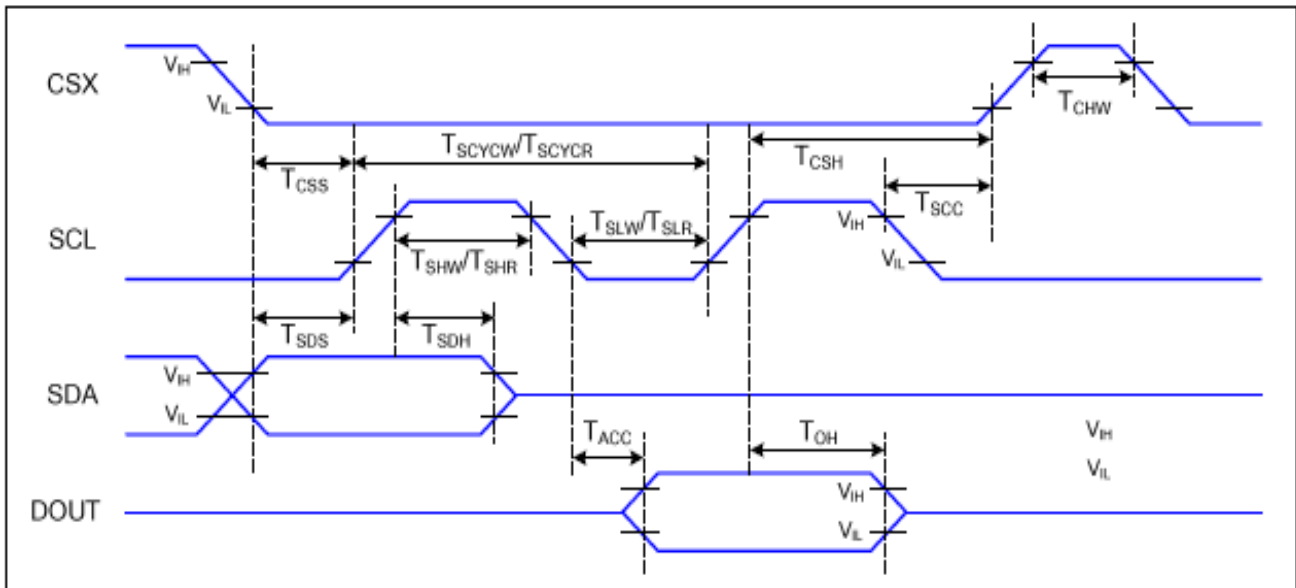 CSX
VIH
VIL
TCHW
TSCYCW/TSCYCR
TCSS
TCSH
TSCC
SCL
TSHW/TSHR
TSLW/TSLR
VIH
VIL
TSDS
TSDH
SDA
VIH
VIL
TACC
TOH
VIH
VIL
DOUT
VIH
VIL